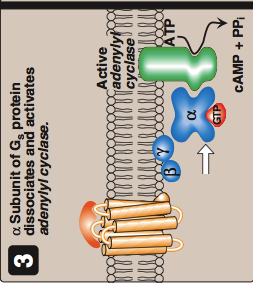 3
α Subunit of Gs protein
dissociates and activates
adenylyl cyclase.
Active
adenylyl
cyclase
ATP
cAMP + PPi
γ
β
α
GTP